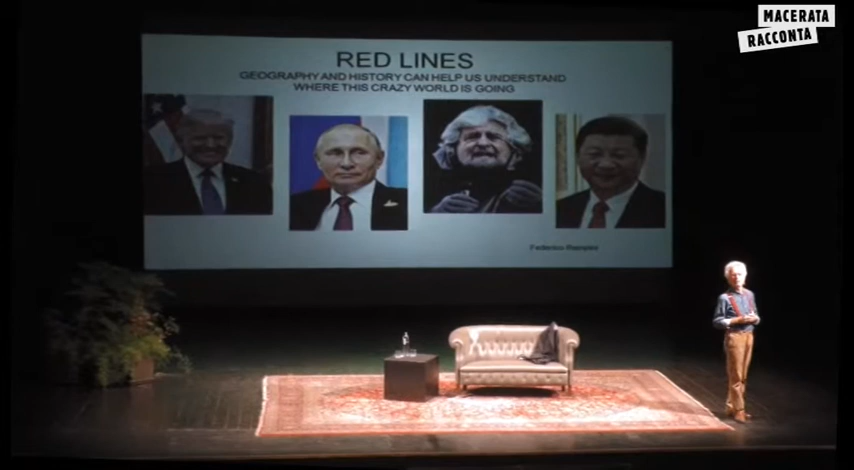 MACERATA
RACCONTA
RED LINES
GEOGRAPHY AND HISTORY CAN HELP US UNDERSTAND
WHERE THIS CRAZY WORLD IS GOING
Federico Rampini